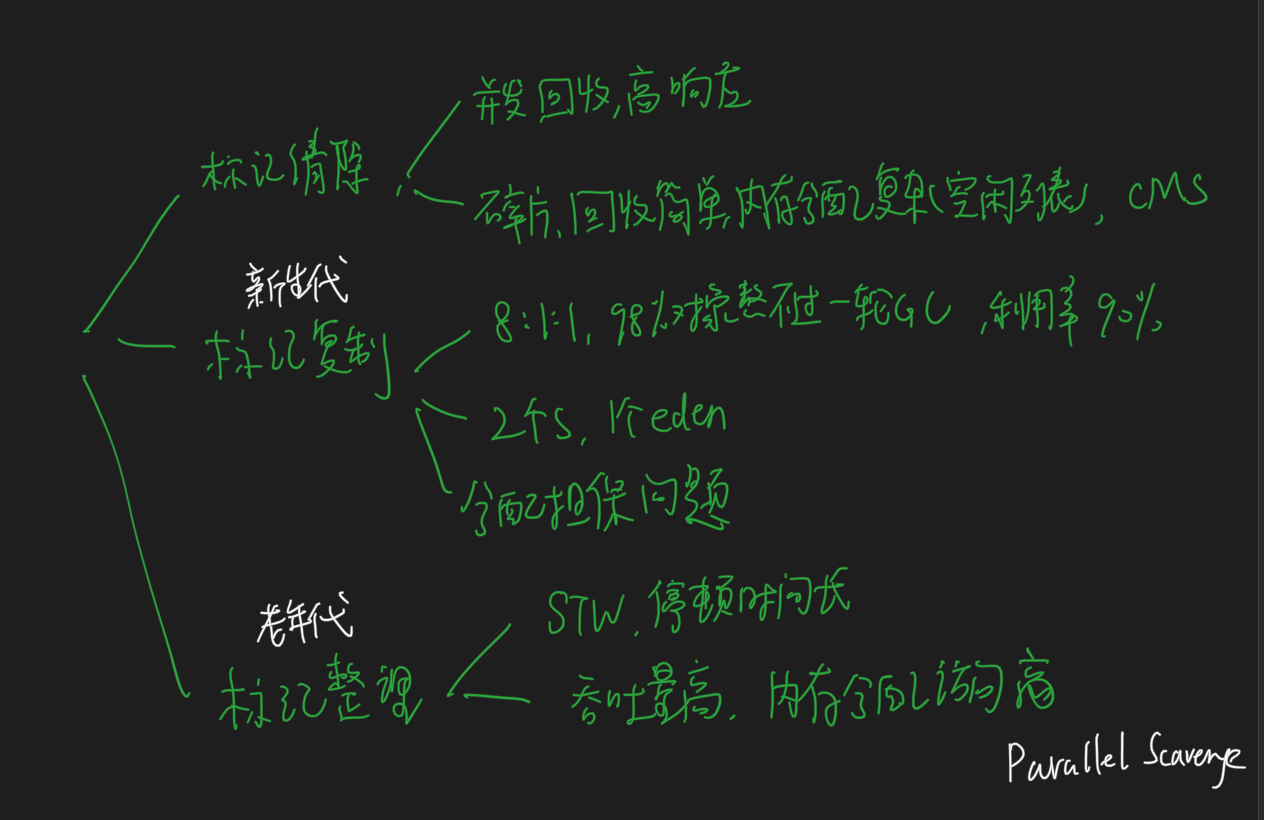 并发回收,高响应
标记清除
碎片,回收简单,内存分配复杂(空闲列表), CMS
新生代
8:1:1, 98%对象熬不过一轮GC ,利用率90%
标记复制
2个S, 1个eden
分配担保问题
STW,停顿时间长
老年代
标记整理
吞吐量高, 内存分配访问高
Parallel Scavenge